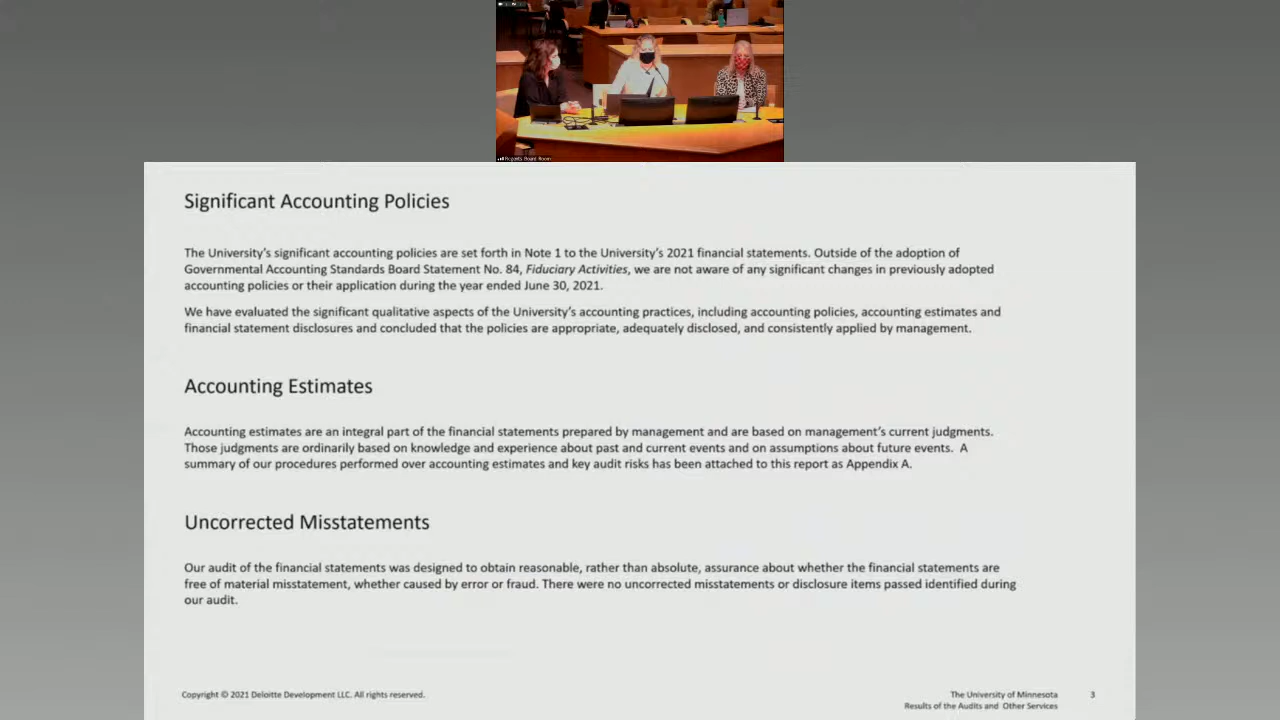 Regents Board Room
Significant Accounting Policies
The University's significant accounting policies are set forth in Note 1 to the University's 2021 financial statements. Outside of the adoption of
Governmental Accounting Standards Board Statement No. 84, Fiduciary Activities, we are not aware of any significant changes in previously adopted
accounting policies or their application during the year ended June 30, 2021.
We have evaluated the significant qualitative aspects of the University's accounting practices, including accounting policies, accounting estimates and
financial statement disclosures and concluded that the policies are appropriate, adequately disclosed, and consistently applied by management.
Accounting Estimates
Accounting estimates are an integral part of the financial statements prepared by management and are based on management's current judgments.
Those judgments are ordinarily based on knowledge and experience about past and current events and on assumptions about future events. A
summary of our procedures performed over accounting estimates and key audit risks has been attached to this report as Appendix A.
Uncorrected Misstatements
Our audit of the financial statements was designed to obtain reasonable, rather than absolute, assurance about whether the financial statements are
free of material misstatement, whether caused by error or fraud. There were no uncorrected misstatements or disclosure items passed identified during
our audit.
Copyright © 2021 Deloitte Development LLC. All rights reserved.
The University of Minnesota 3
Results of the Audits and Other Services